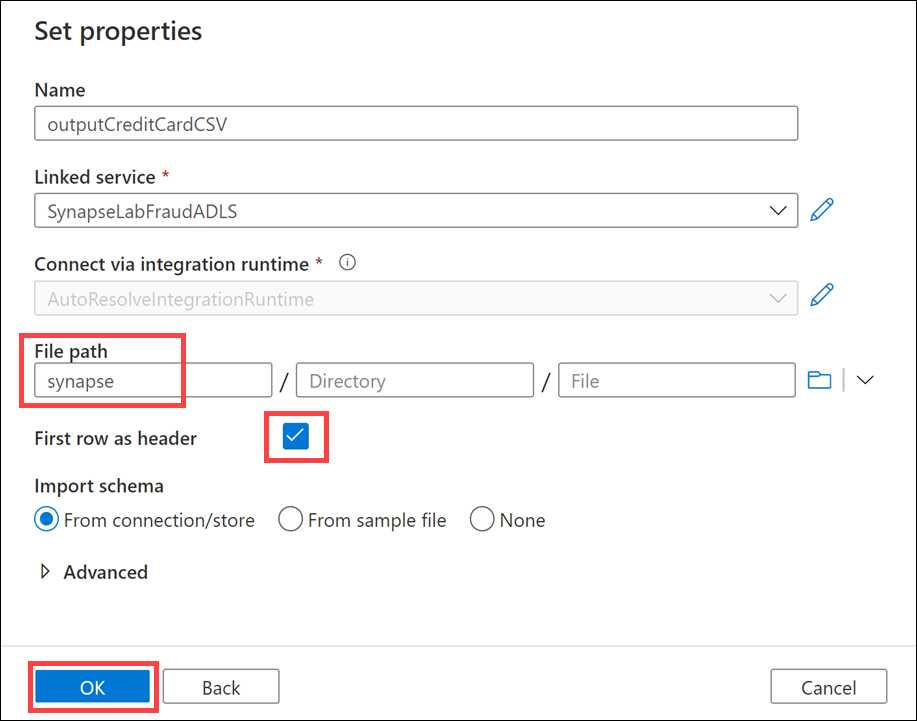 Set properties
Name
outputCreditCardCSV
Linked service *
SynapseLabFraudADLS
Connect via integration runtime *
AutoResolveIntegrationRuntime
File path
synapse / Directory / File
First row as header
Import schema
From connection/store From sample file None
Advanced
OK Back Cancel